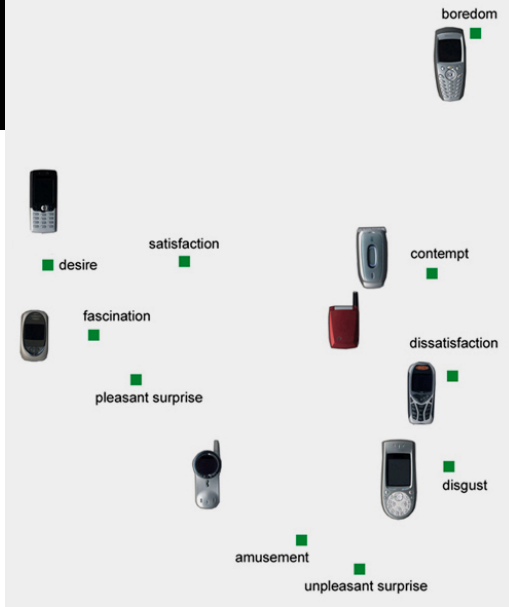 boredom
satisfaction
contempt
desire
fascination
dissatisfaction
pleasant surprise
disgust
amusement
unpleasant surprise